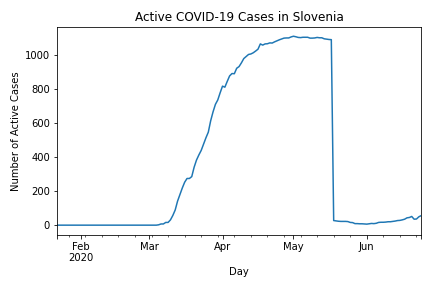 Active COVID-19 Cases in Slovenia
Number of Active Cases
1000
800
600
400
200
0
Feb
2020
Mar
Apr
May
Jun
Day